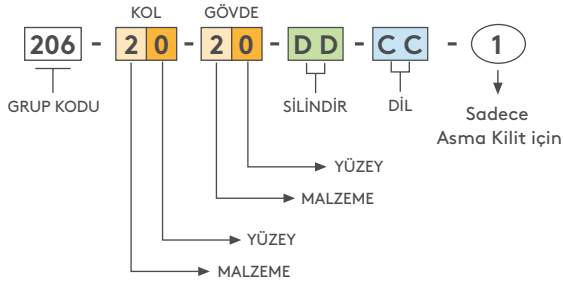 KOL GÖVDE
206 - 2 0 - 2 0 - D D - C C - 1
GRUP KODU SİLİNDİR DİL Sadece
Asma Kilit için
YÜZEY
MALZEME
YÜZEY
MALZEME